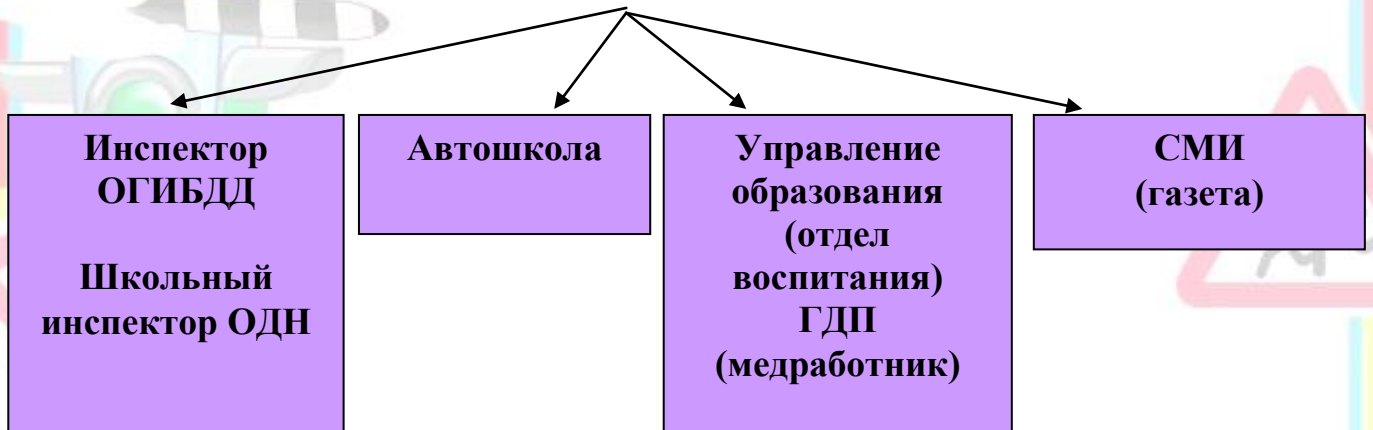 Инспектор
ОГИБДД
Школьный
инспектор ОДН
Автошкола
Управление
образования
(отдел
воспитания)
ГДП
(медработник)
СМИ
(газета)